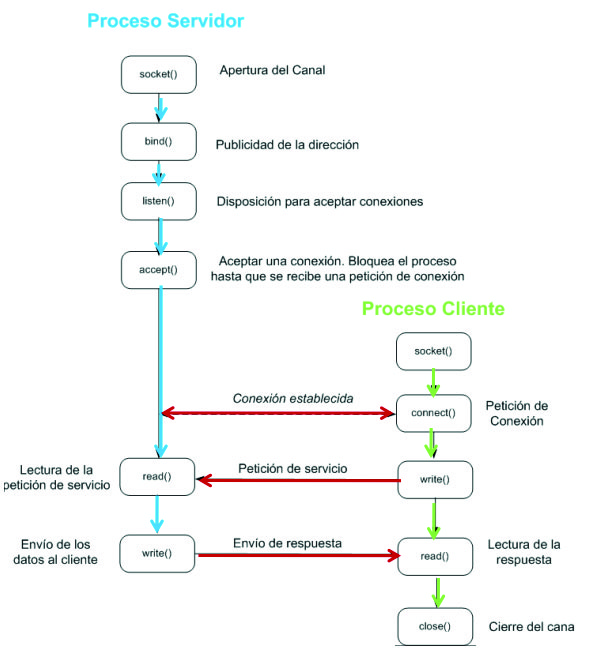 Proceso Servidor
socket()
Apertura del Canal
bind()
Publicidad de la dirección
listen()
Disposición para aceptar conexiones
accept()
Aceptar una conexión. Bloquea el proceso
hasta que se recibe una petición de conexión
Proceso Cliente
socket()
Conexión establecida
connect()
Petición de
Conexión
Lectura de la
petición de servicio
read()
Petición de servicio
write()
Envío de los
datos al cliente
write()
Envío de respuesta
read()
Lectura de la
respuesta
close()
Cierre del cana